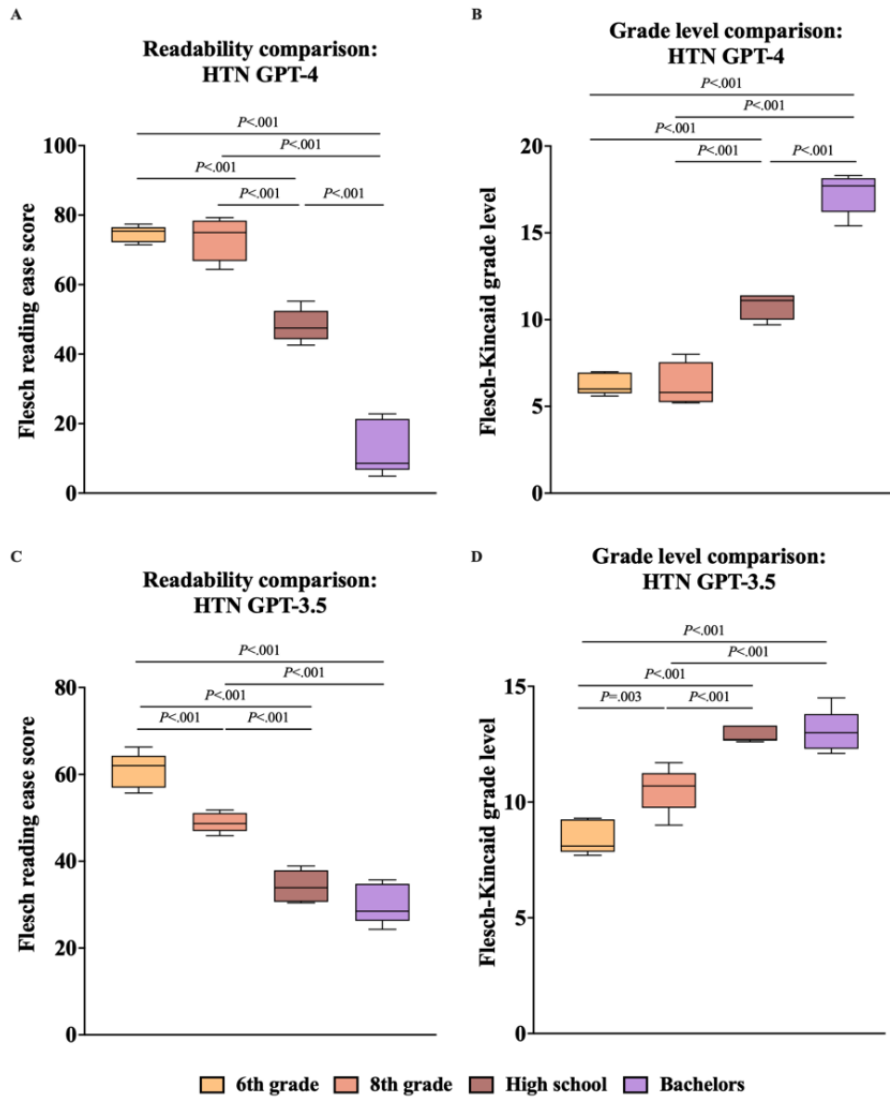 A
Readability comparison:
HTN GPT-4
P<.001
P<.001
P<.001
P<.001
P<.001
100
80
60
40
20
0
Flesch reading ease score
B
Grade level comparison:
HTN GPT-4
P<.001
P<.001
P<.001
P<.001
P<.001
20
15
10
5
0
Flesch-Kincaid grade level
C
Readability comparison:
HTN GPT-3.5
P<.001
P<.001
P<.001
P<.001
P<.001
80
60
40
20
0
Flesch reading ease score
D
Grade level comparison:
HTN GPT-3.5
P<.001
P<.001
P<.001
P=.003
P<.001
15
10
5
0
Flesch-Kincaid grade level
6th grade
8th grade
High school
Bachelors